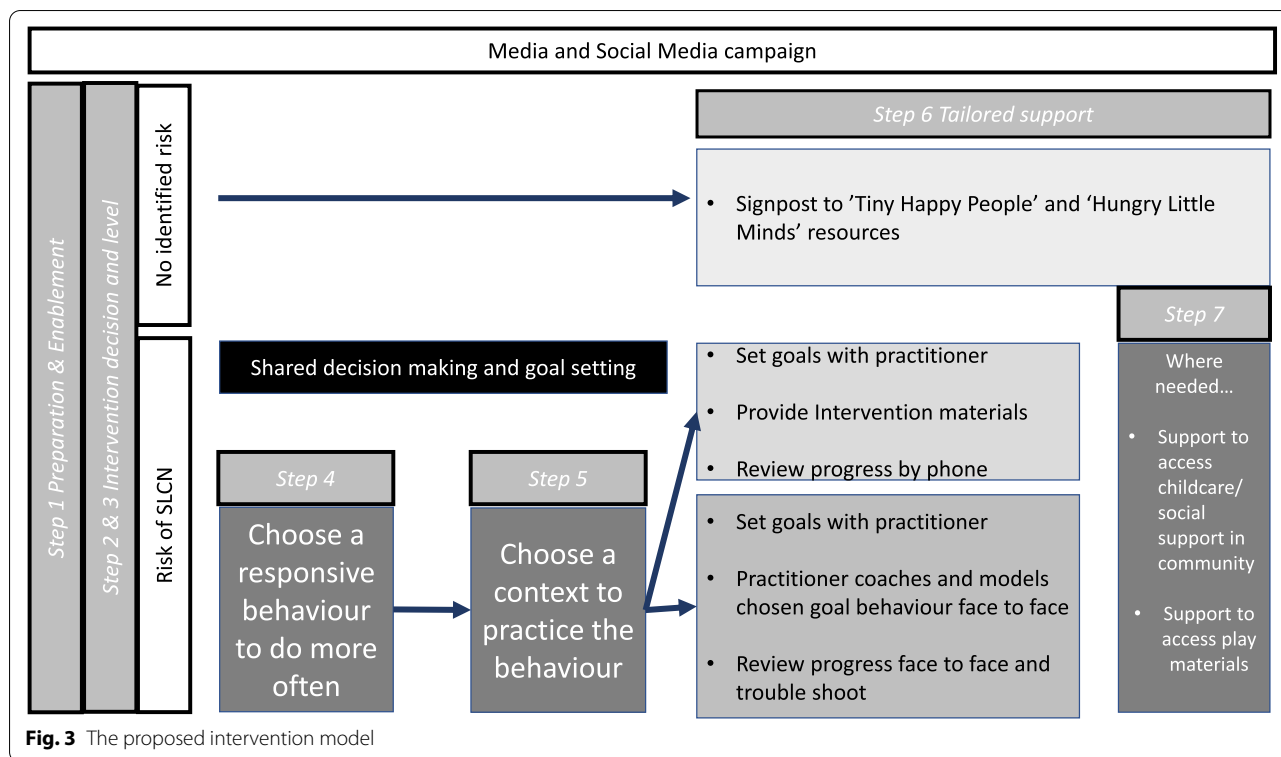 Media and Social Media campaign
Step 1 Preparation & Enablement
Step 2 & 3 Intervention decision and level
No identified risk
Risk of SLCN
Step 6 Tailored support
• Signpost to ’Tiny Happy People’ and ‘Hungry Little
Minds’ resources
Shared decision making and goal setting
Step 4
Choose a
responsive
behaviour
to do more
often
Step 5
Choose a
context to
practice the
behaviour
• Set goals with practitioner
• Provide Intervention materials
• Review progress by phone
• Set goals with practitioner
• Practitioner coaches and models
chosen goal behaviour face to face
• Review progress face to face and
trouble shoot
Step 7
Where
needed…
• Support to
access
childcare/
social
support in
community
• Support to
access play
materials
Fig. 3 The proposed intervention model